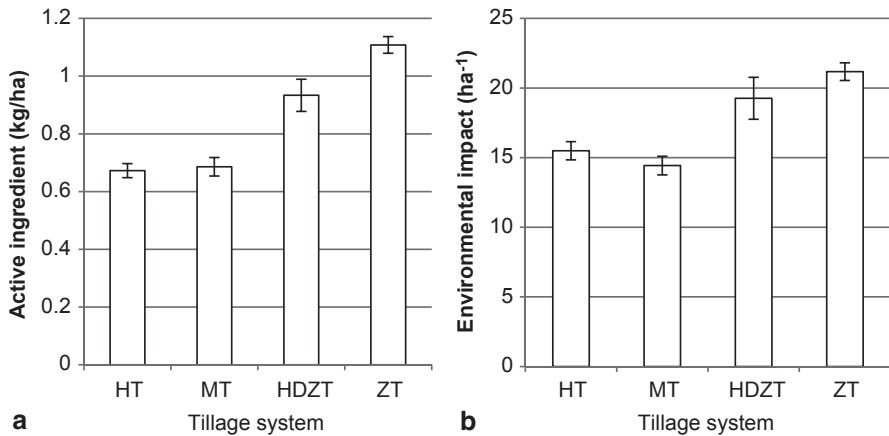 Active ingredient (kg/ha)
1.2
1
0.8
0.6
0.4
0.2
0
HT MT HDZT ZT
Tillage system
a
Environmental impact (ha⁻¹)
25
20
15
10
5
0
HT MT HDZT ZT
Tillage system
b